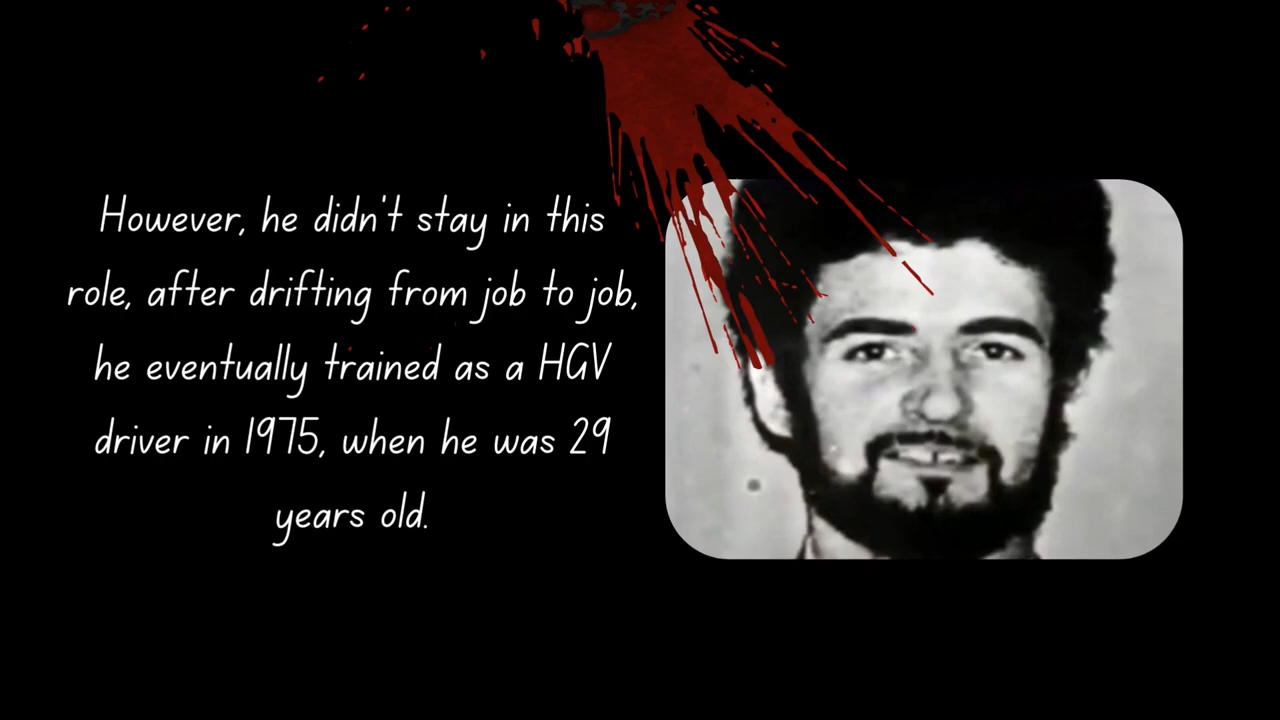 However, he didn't stay in this
role, after drifting from job to job,
he eventually trained as a HGV
driver in 1975, when he was 29
years old.